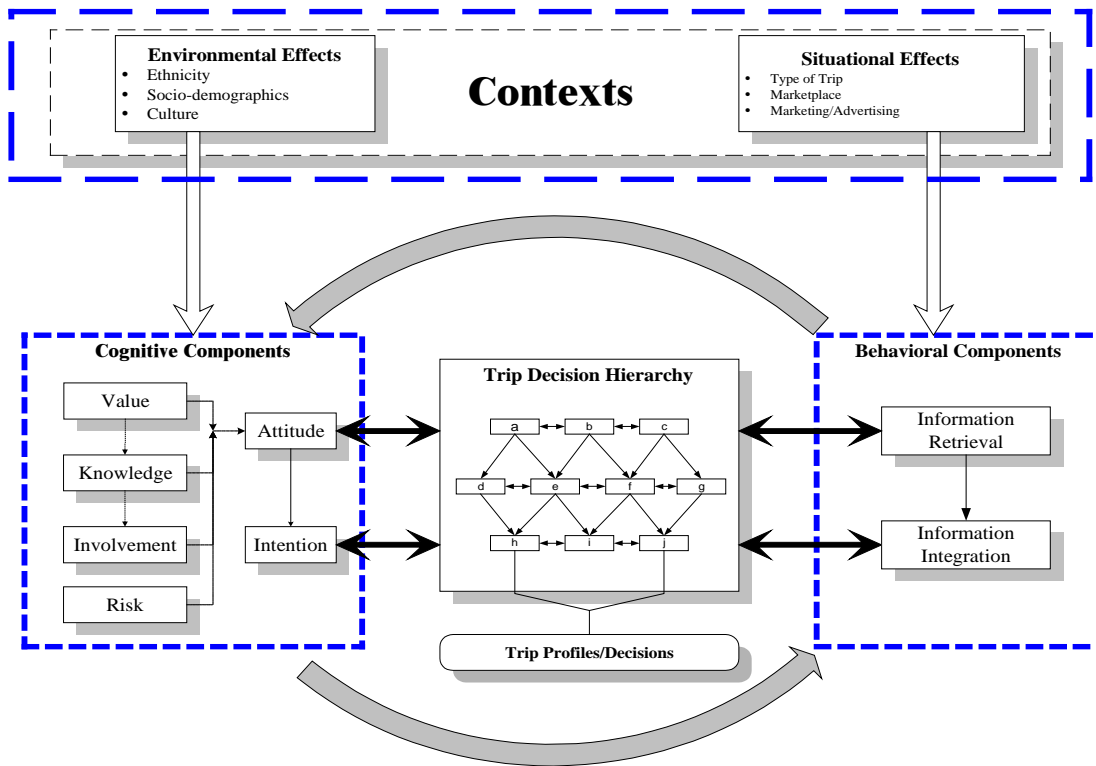 Environmental Effects
• Ethnicity
• Socio-demographics
• Culture
Contexts
Situational Effects
• Type of Trip
• Marketplace
• Marketing/Advertising
Cognitive Components
Value
Knowledge
Involvement
Risk
Attitude
Intention
Trip Decision Hierarchy
a b c
d e f g
h i j
Trip Profiles/Decisions
Behavioral Components
Information
Retrieval
Information
Integration